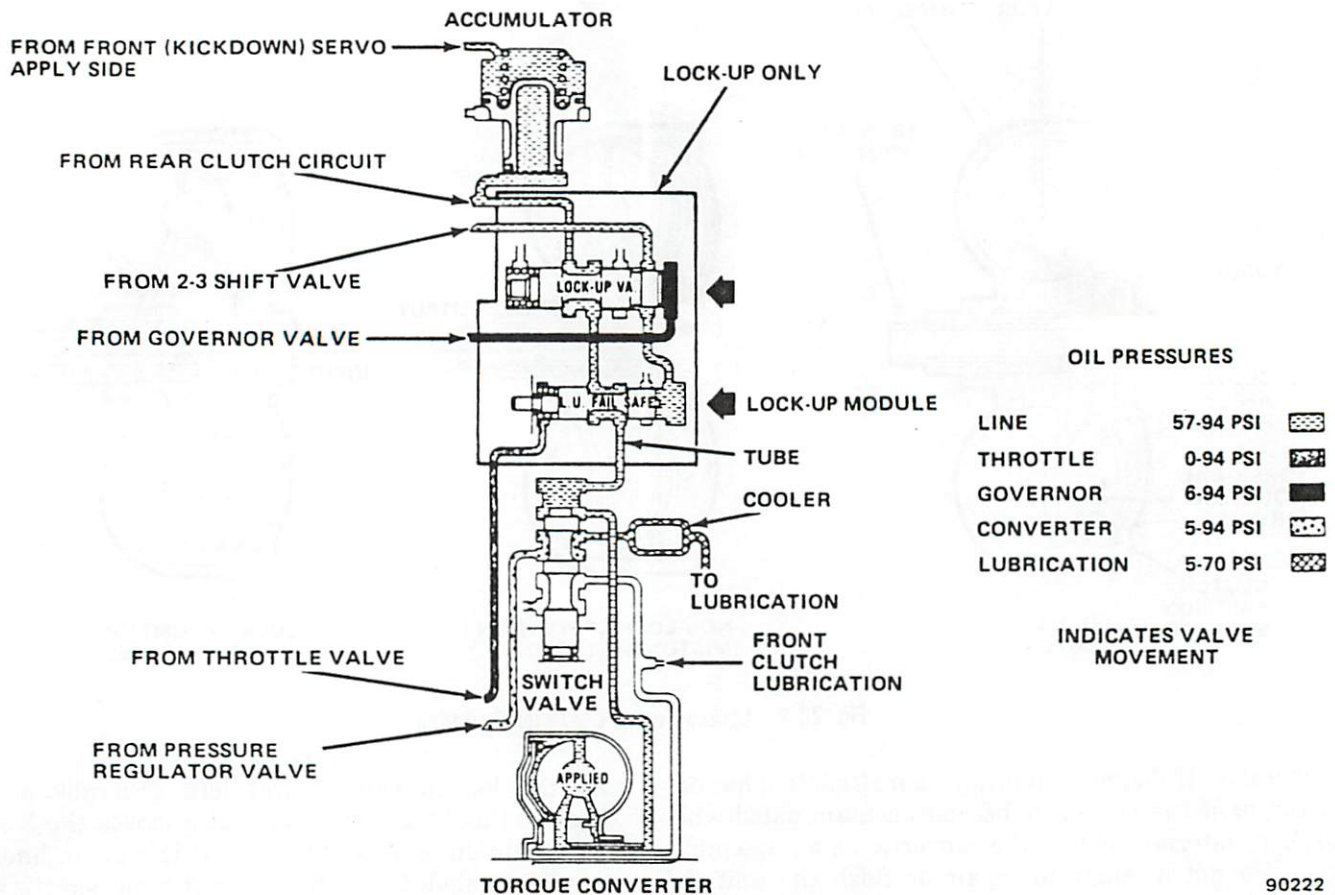 ACCUMULATOR
FROM FRONT (KICKDOWN) SERVO
APPLY SIDE
LOCK-UP ONLY
FROM REAR CLUTCH CIRCUIT
FROM 2-3 SHIFT VALVE
LOCK-UP VA.
FROM GOVERNOR VALVE
L. U. FAIL SAFE
LOCK-UP MODULE
TUBE
COOLER
TO
LUBRICATION
FROM THROTTLE VALVE
SWITCH
VALVE
FRONT
CLUTCH
LUBRICATION
FROM PRESSURE
REGULATOR VALVE
APPLIED
TORQUE CONVERTER
OIL PRESSURES
LINE 57-94 PSI
THROTTLE 0-94 PSI
GOVERNOR 6-94 PSI
CONVERTER 5-94 PSI
LUBRICATION 5-70 PSI
INDICATES VALVE
MOVEMENT
90222